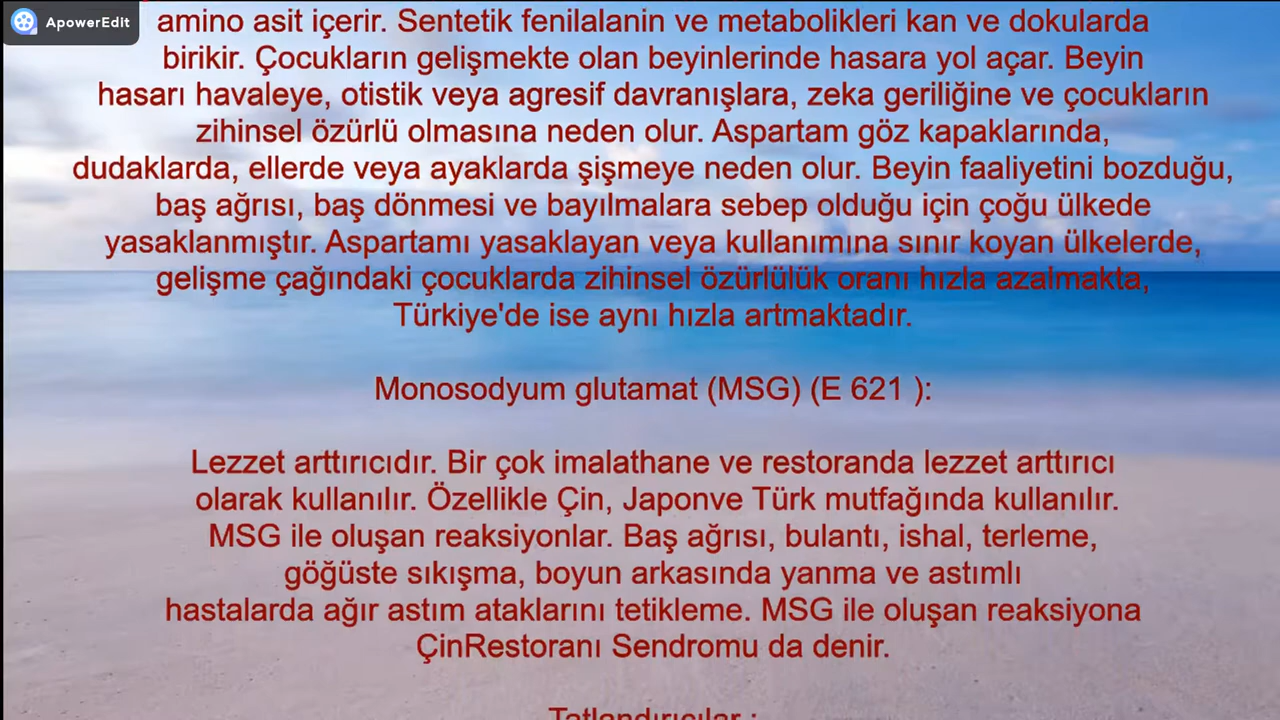 ApowerEdit
amino asit içerir. Sentetik fenilalanin ve metabolikleri kan ve dokularda
birikir. Çocukların gelişmekte olan beyinlerinde hasara yol açar. Beyin
hasarı havaleye, otistik veya agresif davranışlara, zeka geriliğine ve çocukların
zihinsel özürlü olmasına neden olur. Aspartam göz kapaklarında,
dudaklarda, ellerde veya ayaklarda şişmeye neden olur. Beyin faaliyetini bozduğu,
baş ağrısı, baş dönmesi ve bayılmalara sebep olduğu için çoğu ülkede
yasaklanmıştır. Aspartamı yasaklayan veya kullanımına sınır koyan ülkelerde,
gelişme çağındaki çocuklarda zihinsel özürlülük oranı hızla azalmakta,
Türkiye'de ise aynı hızla artmaktadır.
Monosodyum glutamat (MSG) (E 621 ):
Lezzet arttırıcıdır. Bir çok imalathane ve restoranda lezzet arttırıcı
olarak kullanılır. Özellikle Çin, Japonve Türk mutfağında kullanılır.
MSG ile oluşan reaksiyonlar. Baş ağrısı, bulantı, ishal, terleme,
göğüste sıkışma, boyun arkasında yanma ve astımlı
hastalarda ağır astım ataklarını tetikleme. MSG ile oluşan reaksiyona
ÇinRestoranı Sendromu da denir.
Tatlandırıcılar :